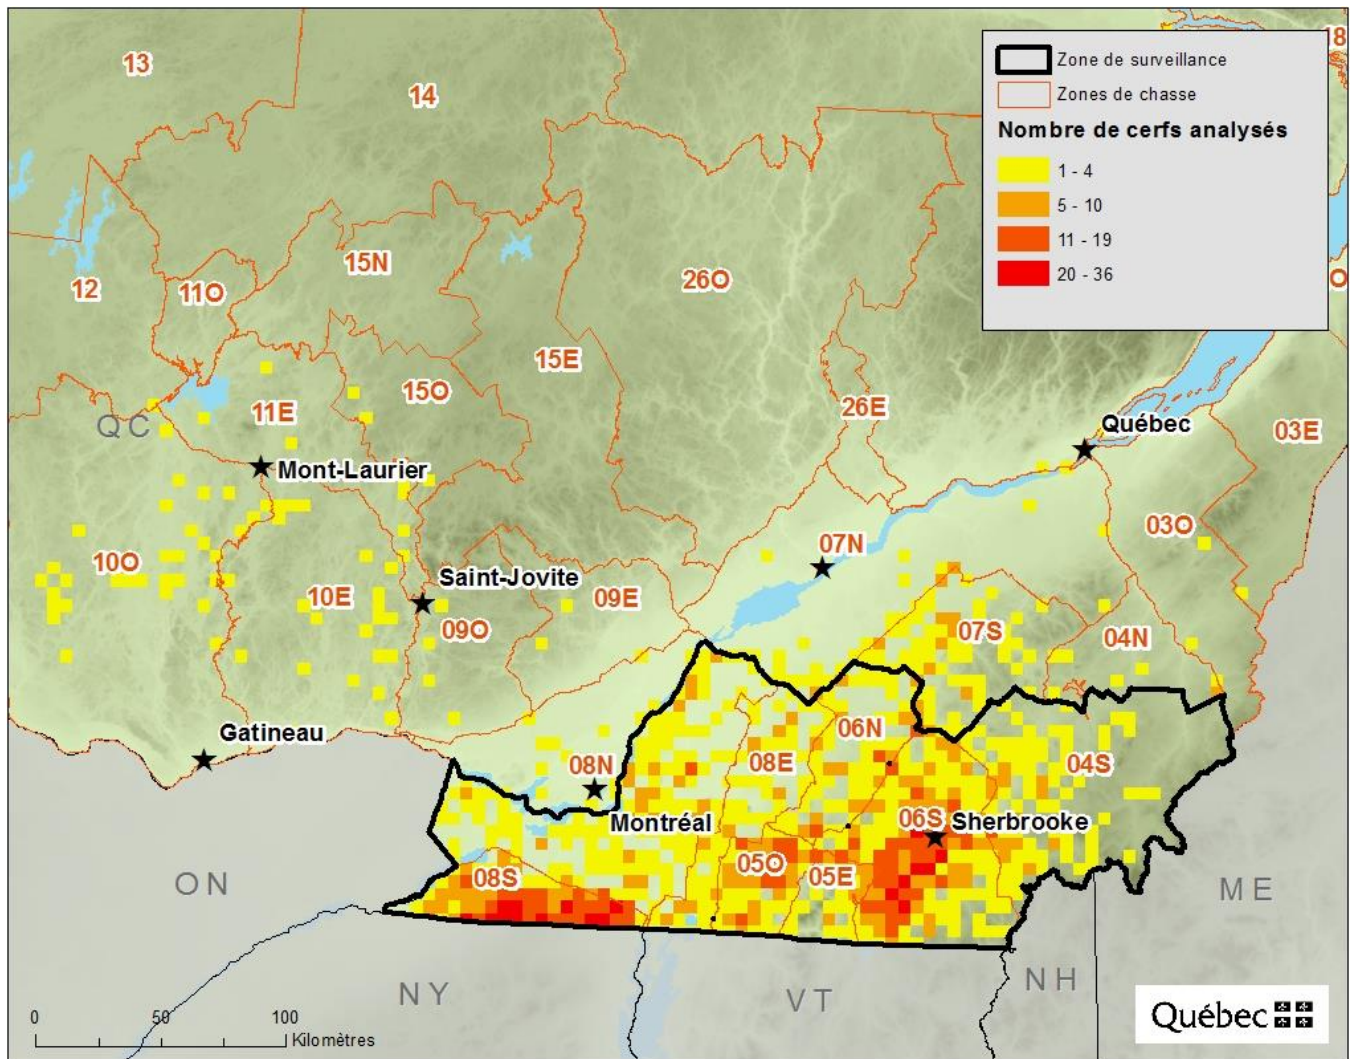 Zone de surveillance
Zones de chasse
Nombre de cerfs analysés
1 - 4
5 - 10
11 - 19
20 - 36
13
14
18
12
11O
15N
26O
O
15E
15O
26E
11E
QC
Mont-Laurier
Québec
03E
03O
10O
07N
Saint-Jovite
10E
09E
09O
07S
04N
Gatineau
06N
08N
08E
04S
Montréal
06S
Sherbrooke
05O
05E
08S
ON
ME
NY
VT
NH
0
50
100
Kilomètres
Québec